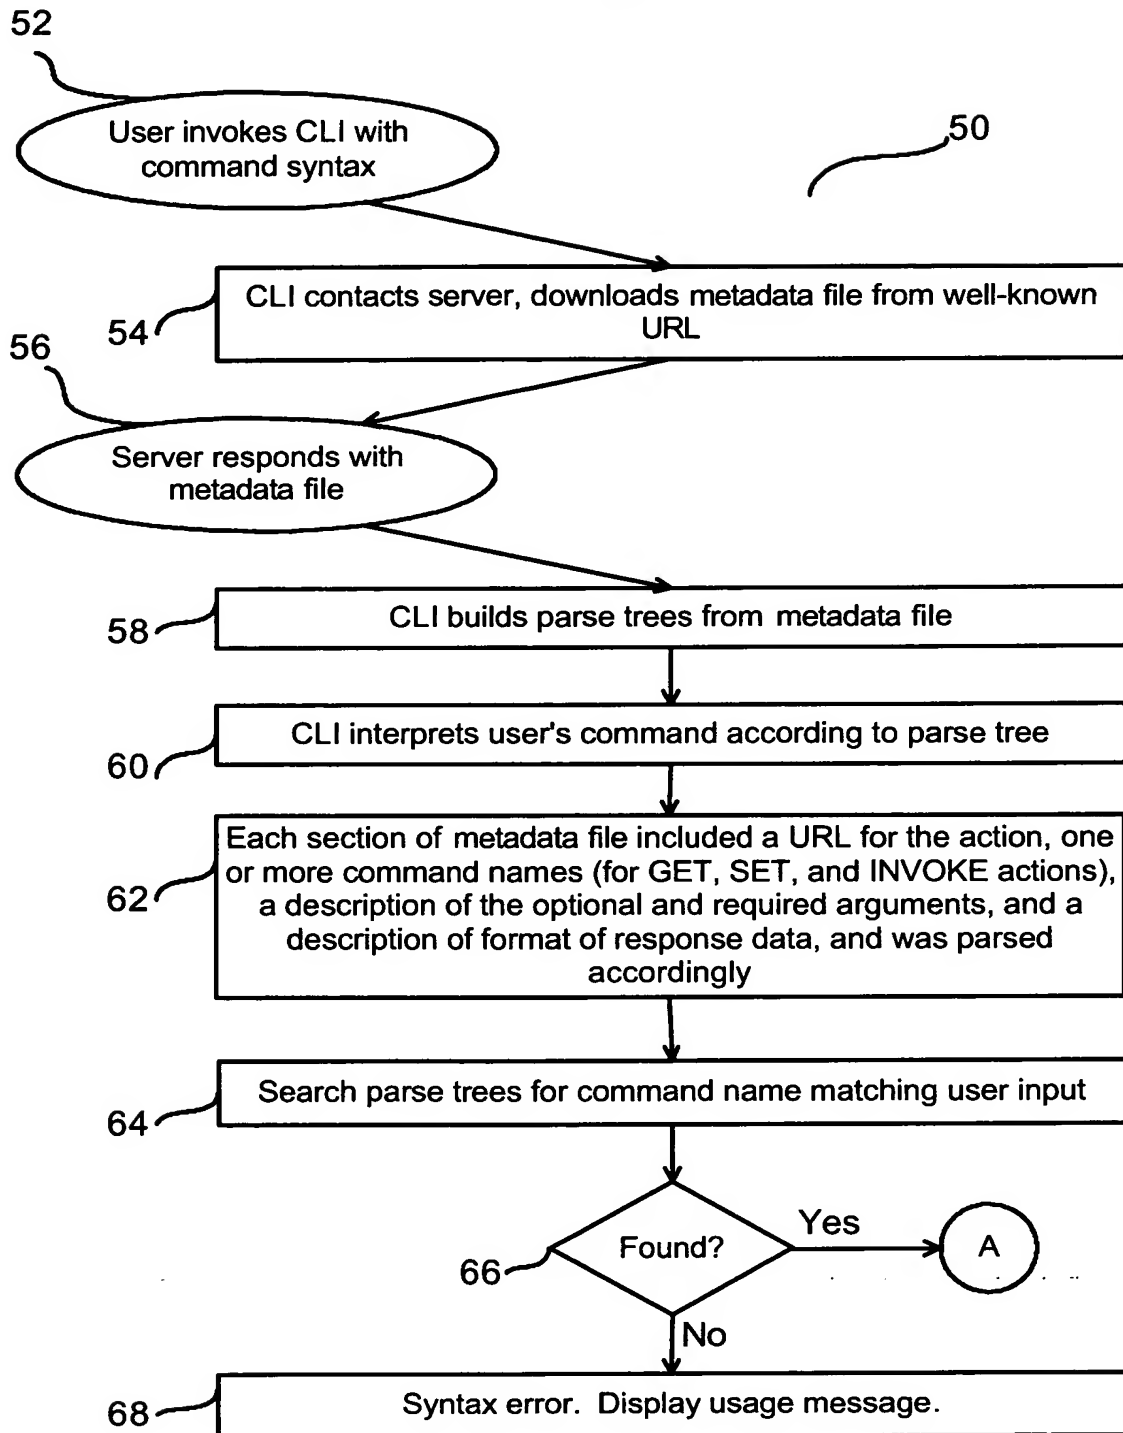 52
User invokes CLI with
command syntax
50
CLI contacts server, downloads metadata file from well-known
URL
54
56
Server responds with
metadata file
CLI builds parse trees from metadata file
58
CLI interprets user's command according to parse tree
60
Each section of metadata file included a URL for the action, one
or more command names (for GET, SET, and INVOKE actions),
a description of the optional and required arguments, and a
description of format of response data, and was parsed
accordingly
62
Search parse trees for command name matching user input
64
Found?
Yes
A
66
No
Syntax error. Display usage message.
68